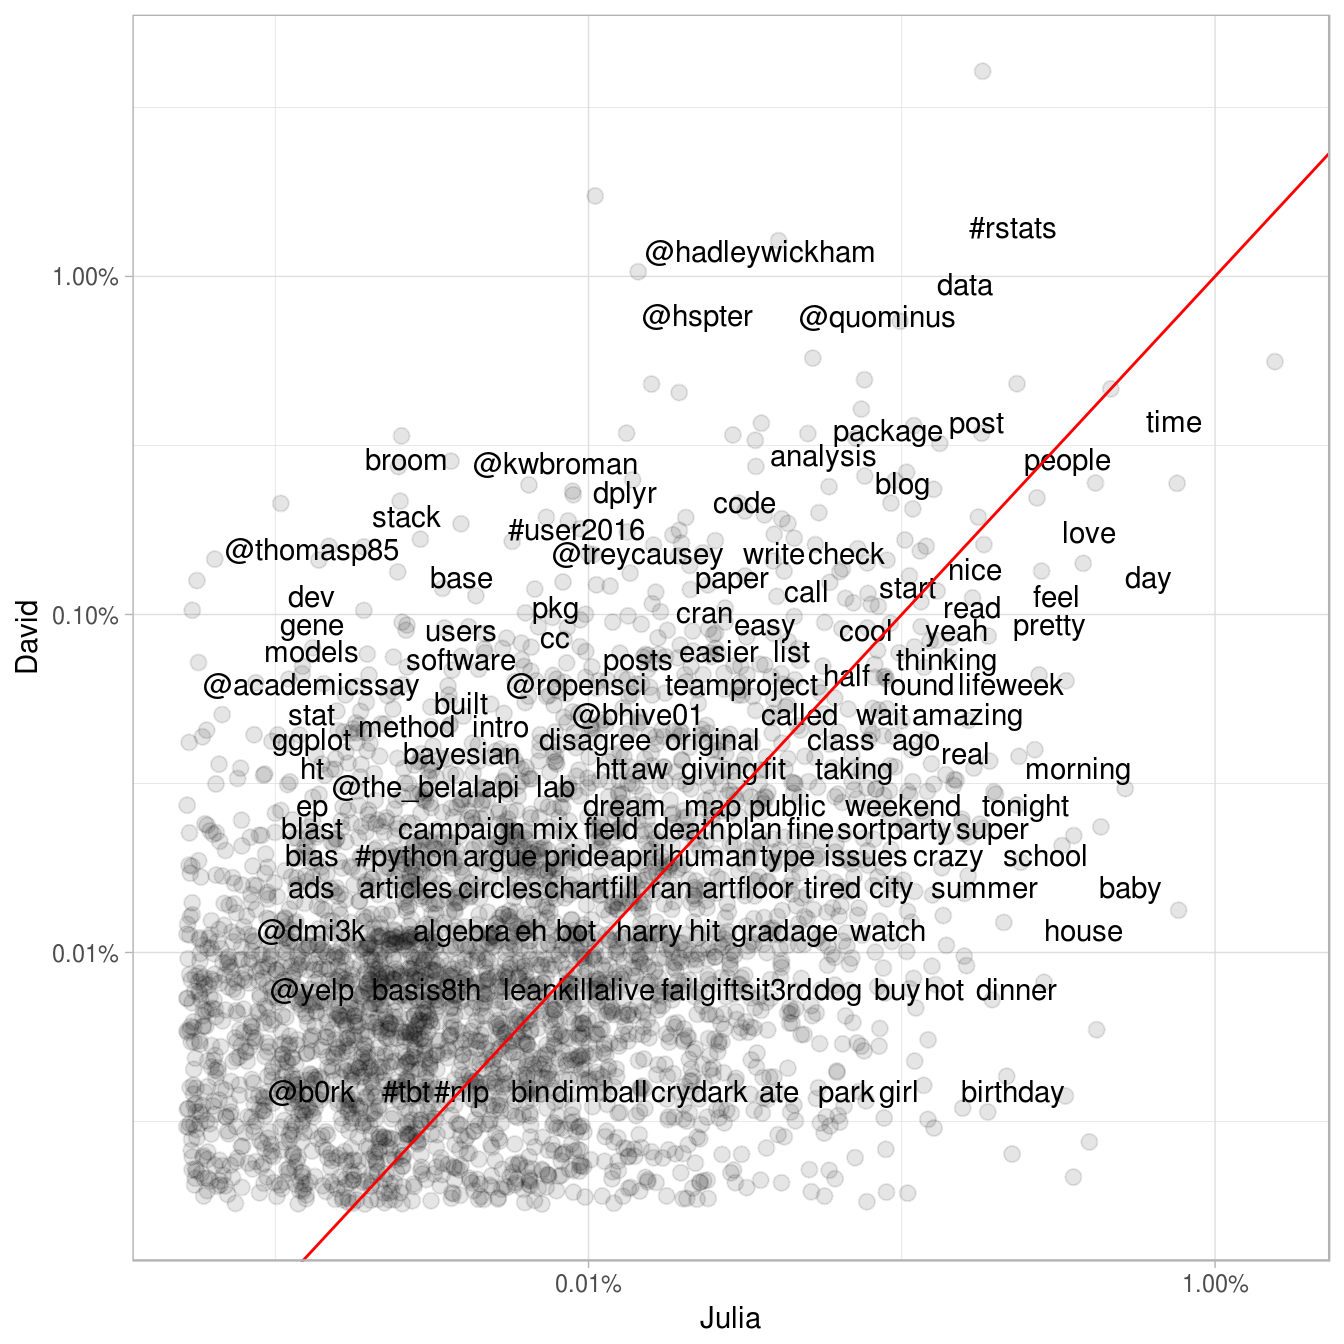 #rstats
@hadleywickham
1.00%
data
@hspter @quominus
package post time
broom @kwbroman analysis people
dplyr blog
stack code
#user2016 love
@thomasp85 @treycausey write check
base paper nice day
dev call start feel
0.10%
pkg cran read
gene users cc easy cool yeah pretty
models software posts easier list thinking
@academicssay @ropensci team project half found life week
built
stat @bhive01 called wait amazing
method intro
ggplot bayesian disagree original class ago real
ht htt aw giving fit taking morning
@the_belal api lab
ep dream map public weekend tonight
blast campaign mix field death plan fine sort party super
bias #python argue pride april human type issues crazy school
ads articles circles chart fill ran art floor tired city summer baby
@dmi3k algebra eh bot harry hit grad age watch house
0.01%
@yelp basis 8th lean kill alive fail gift sit 3rd dog buy hot dinner
@b0rk #tbt #nlp bin dim ball cry dark ate park girl birthday
David
0.01% 1.00%
Julia